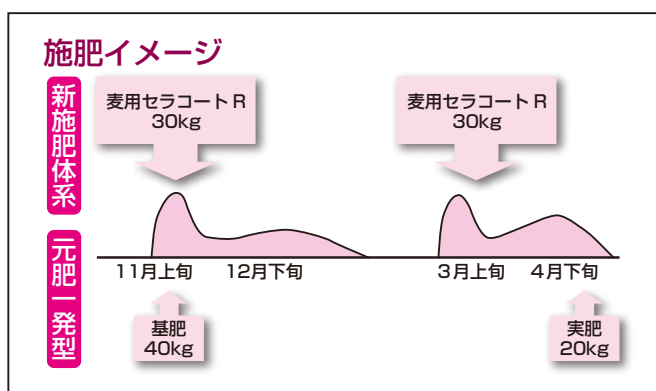 施肥イメージ
新施肥体系
麦用セラコートR
30kg
麦用セラコートR
30kg
元肥一発型
11月上旬
12月下旬
3月上旬
4月下旬
基肥
40kg
実肥
20kg